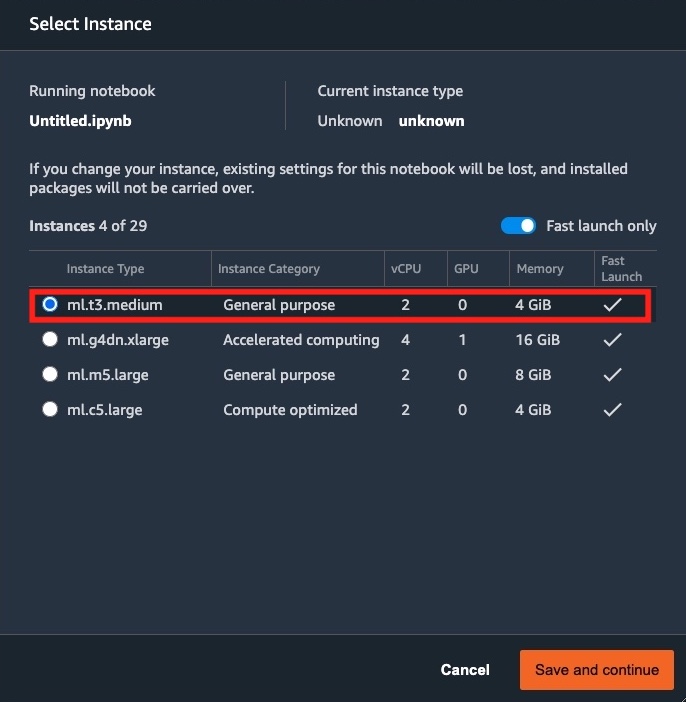 Select Instance
Running notebook
Current instance type
Untitled.ipynb
Unknown unknown
If you change your instance, existing settings for this notebook will be lost, and installed
packages will not be carried over.
Instances 4 of 29
Fast launch only
Instance Type Instance Category vCPU GPU Memory Fast Launch
ml.t3.medium General purpose 2 0 4 GiB
ml.g4dn.xlarge Accelerated computing 4 1 16 GiB
ml.m5.large General purpose 2 0 8 GiB
ml.c5.large Compute optimized 2 0 4 GiB
Cancel Save and continue